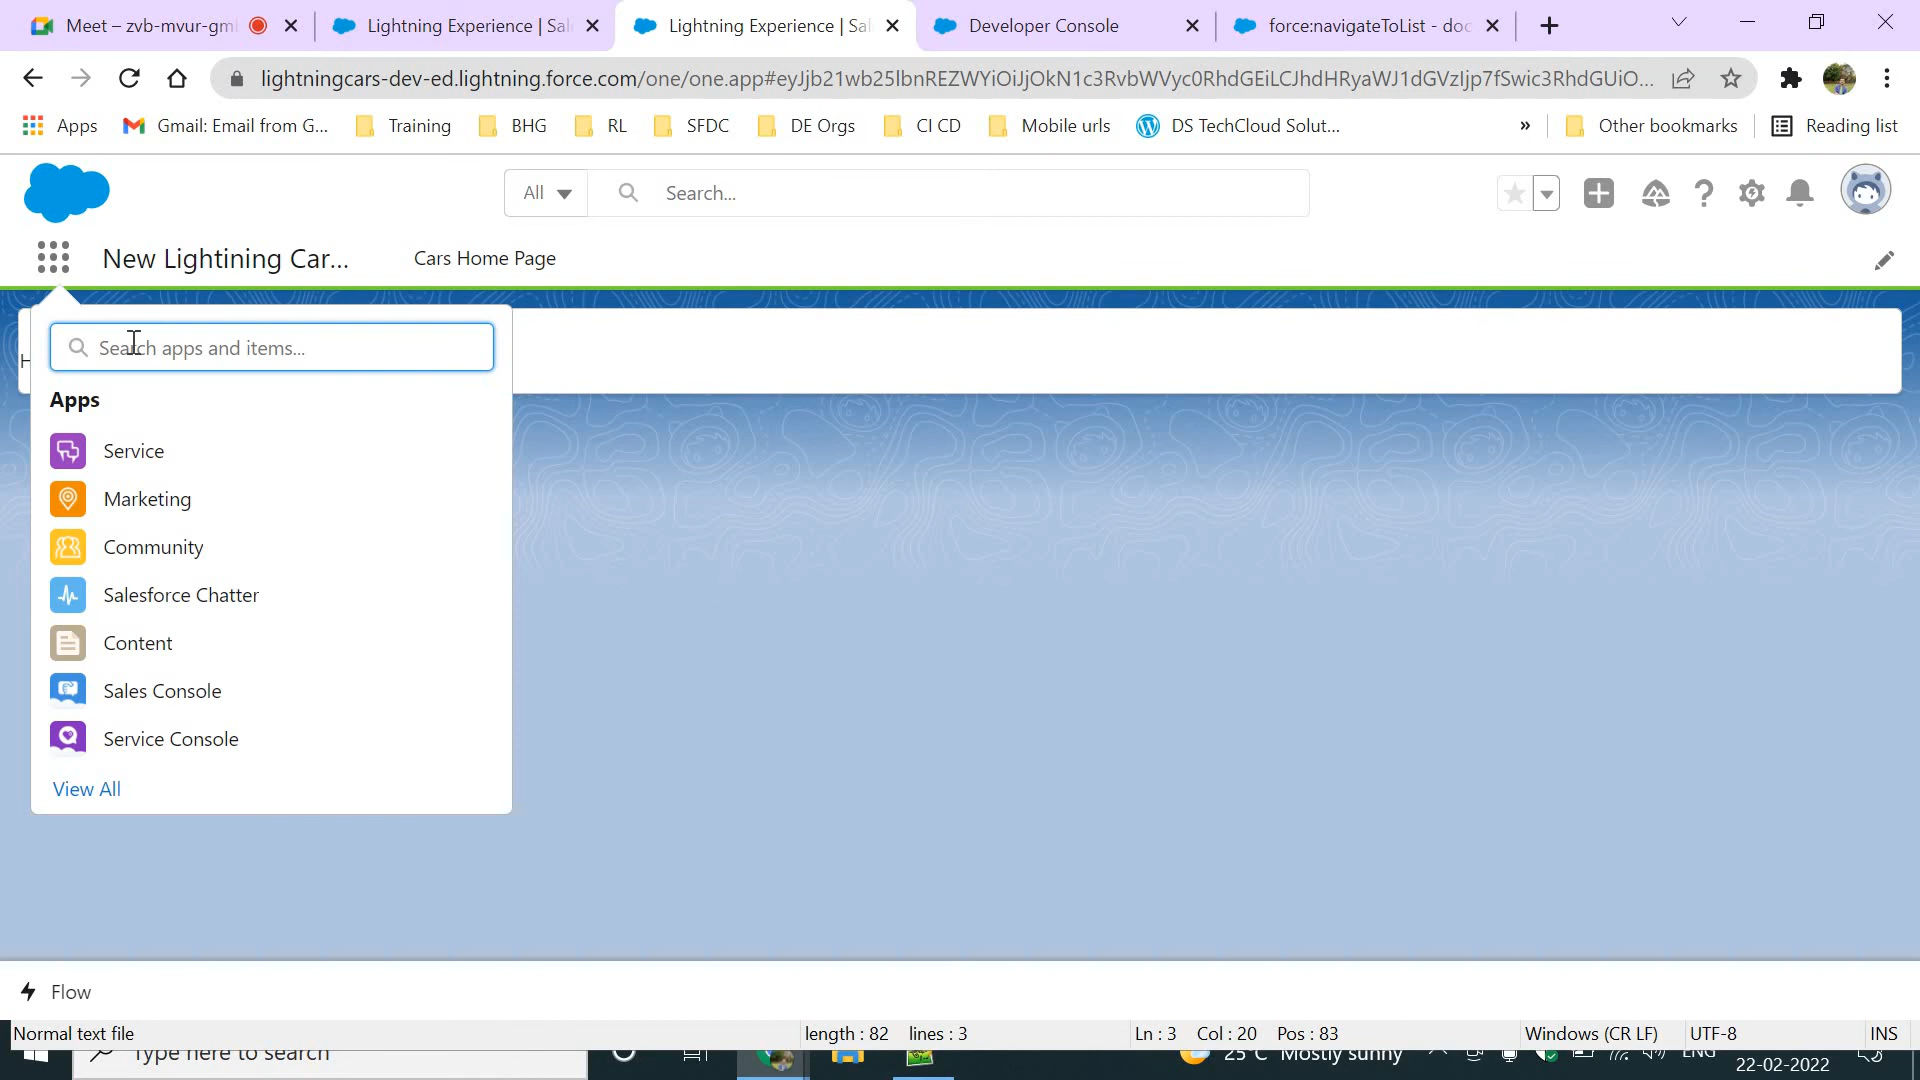 Meet – zvb-mvur-gm
Lightning Experience | Sal
Lightning Experience | Sal
Developer Console
force:navigateToList - doc
lightningcars-dev-ed.lightning.force.com/one/one.app#eyJjb21wb25lbnREZWYiOiJjOkN1c3RvbWVyc0RhdGEiLCJhdHRyaWJ1dGVzIjp7fSwic3RhdGUiO...
Apps
Gmail: Email from G...
Training
BHG
RL
SFDC
DE Orgs
CI CD
Mobile urls
DS TechCloud Solut...
»
Other bookmarks
Reading list
All
Search...
New Lightining Car...
Cars Home Page
H
Search apps and items...
Apps
Service
Marketing
Community
Salesforce Chatter
Content
Sales Console
Service Console
View All
Flow
Normal text file
length : 82 lines : 3
Ln : 3 Col : 20 Pos : 83
Windows (CR LF)
UTF-8
INS
Type here to search
25°C Mostly sunny
ENG
22-02-2022